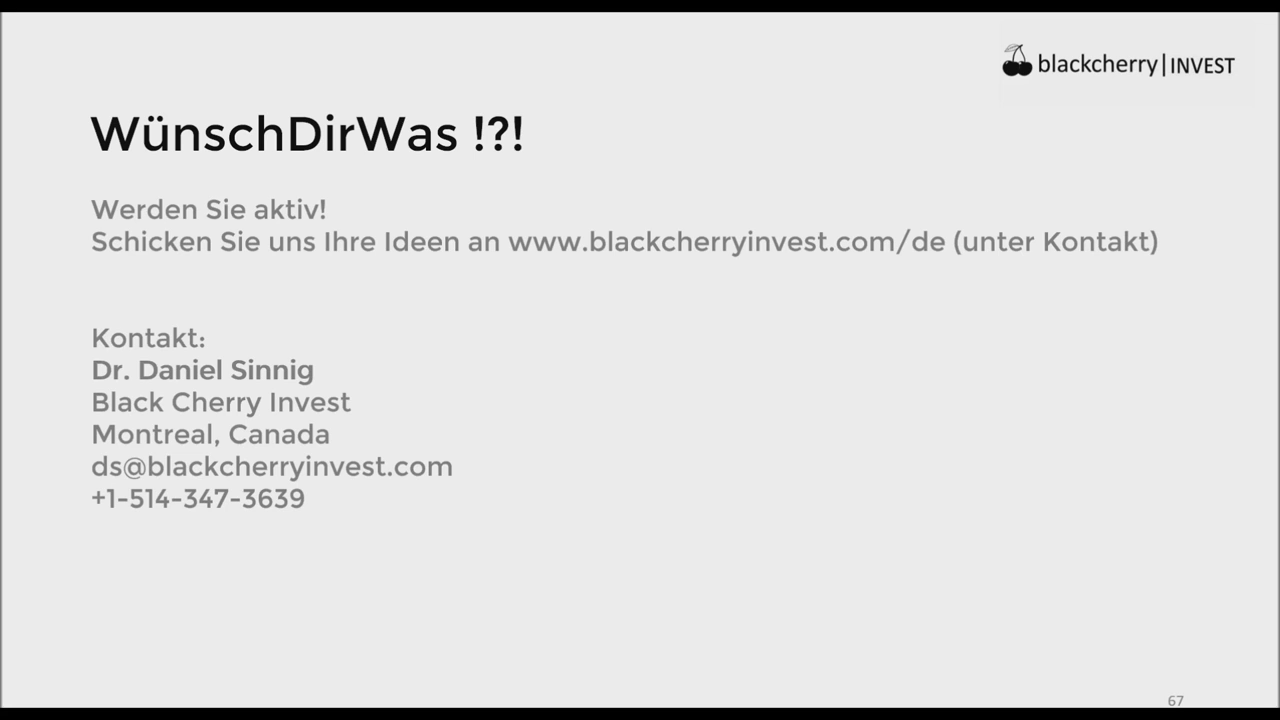 blackcherry|INVEST
WünschDirWas !?!
Werden Sie aktiv!
Schicken Sie uns Ihre Ideen an www.blackcherryinvest.com/de (unter Kontakt)
Kontakt:
Dr. Daniel Sinnig
Black Cherry Invest
Montreal, Canada
ds@blackcherryinvest.com
+1-514-347-3639
67